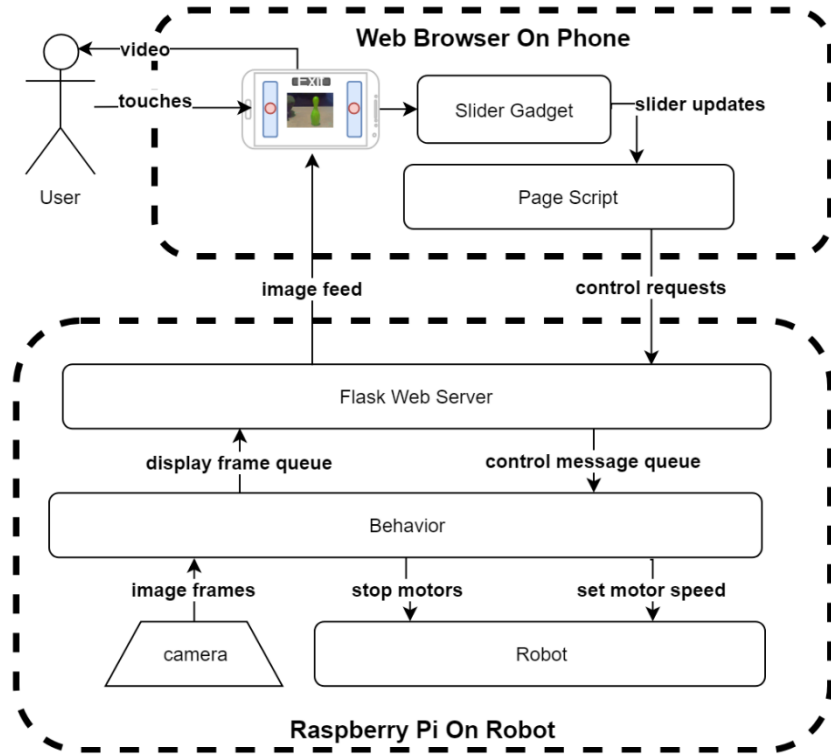 Web Browser On Phone
video
EXIT
touches
Slider Gadget
slider updates
User
Page Script
image feed
control requests
Flask Web Server
display frame queue
control message queue
Behavior
image frames
stop motors
set motor speed
camera
Robot
Raspberry Pi On Robot